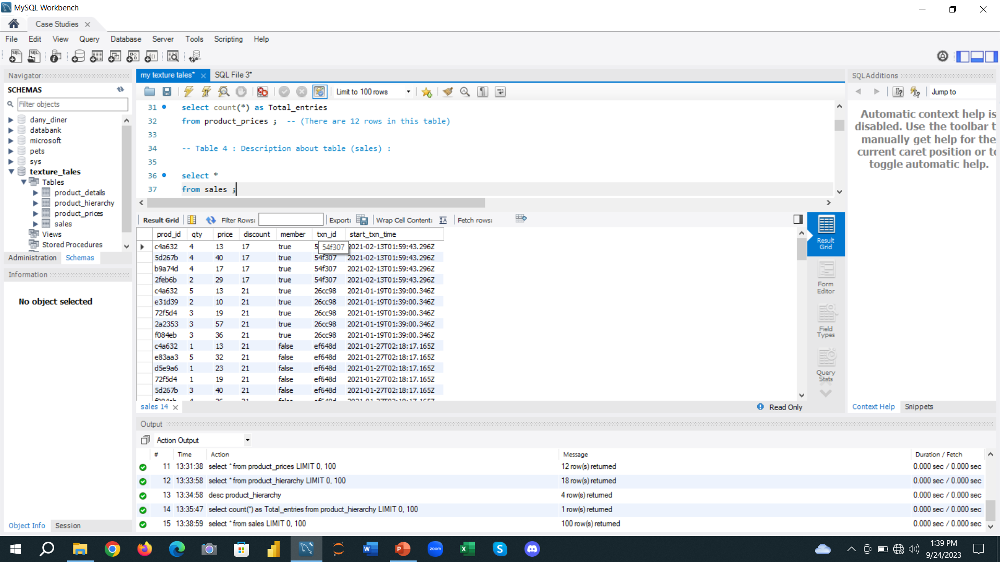 MySQL Workbench
Case Studies
File Edit View Query Database Server Tools Scripting Help
Navigator
SCHEMAS
Filter objects
dany_diner
databank
microsoft
pets
sys
texture_tales
Tables
product_details
product_hierarchy
product_prices
sales
Views
Stored Procedures
Administration Schemas
Information
No object selected
Object Info Session
my texture tales* SQL File 3*
Limit to 100 rows
31 select count(*) as Total_entries
32 from product_prices ; -- (There are 12 rows in this table)
33
34 -- Table 4 : Description about table (sales) :
35
36 select *
37 from sales ;
Result Grid Filter Rows: Export: Wrap Cell Content: Fetch rows:
prod_id qty price discount member txn_id start_txn_time
c4a632 4 13 17 true 54f307 2021-02-13T01:59:43.296Z
5d267b 4 40 17 true 54f307 2021-02-13T01:59:43.296Z
b9a74d 4 17 17 true 54f307 2021-02-13T01:59:43.296Z
2feb6b 2 29 17 true 54f307 2021-02-13T01:59:43.296Z
c4a632 5 13 21 true 26cc98 2021-01-19T01:39:00.346Z
e31d39 2 10 21 true 26cc98 2021-01-19T01:39:00.346Z
72f5d4 3 19 21 true 26cc98 2021-01-19T01:39:00.346Z
2a2353 3 57 21 true 26cc98 2021-01-19T01:39:00.346Z
f084eb 3 36 21 true 26cc98 2021-01-19T01:39:00.346Z
c4a632 1 13 21 false ef648d 2021-01-27T02:18:17.165Z
e83aa3 5 32 21 false ef648d 2021-01-27T02:18:17.165Z
d5e9a6 1 23 21 false ef648d 2021-01-27T02:18:17.165Z
72f5d4 1 19 21 false ef648d 2021-01-27T02:18:17.165Z
5d267b 3 40 21 false ef648d 2021-01-27T02:18:17.165Z
Result
Grid
Form
Editor
Field
Types
Query
Stats
sales 14
Read Only
SQLAdditions
Jump to
Automatic context help is
disabled. Use the toolbar t
manually get help for the
current caret position or to
toggle automatic help.
Context Help Snippets
Output
Action Output
# Time Action Message Duration / Fetch
11 13:31:38 select * from product_prices LIMIT 0, 100 12 row(s) returned 0.000 sec / 0.000 sec
12 13:33:58 select * from product_hierarchy LIMIT 0, 100 18 row(s) returned 0.000 sec / 0.000 sec
13 13:34:58 desc product_hierarchy 4 row(s) returned 0.000 sec / 0.000 sec
14 13:35:47 select count(*) as Total_entries from product_hierarchy LIMIT 0, 100 1 row(s) returned 0.000 sec / 0.000 sec
15 13:38:59 select * from sales LIMIT 0, 100 100 row(s) returned 0.000 sec / 0.000 sec
zoom
1:39 PM
9/24/2023